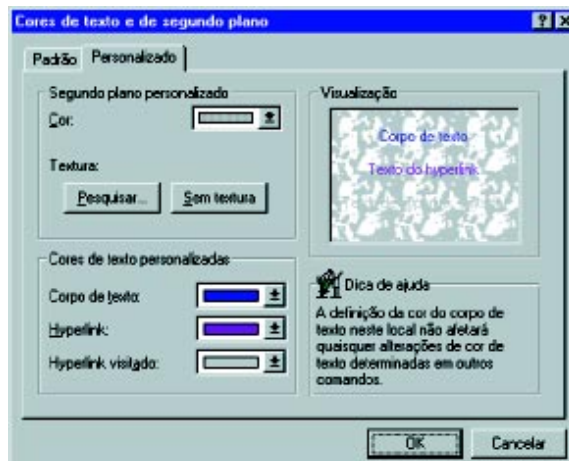 Cores de texto e de segundo plano
Padrão
Personalizado
Segundo plano personalizado
Cor:
Textura:
Pesquisar...
Sem textura
Cores de texto personalizadas
Corpo de texto:
Hyperlink:
Hyperlink visitado:
Visualização
Corpo de texto
Texto do hyperlink
Dica de ajuda
A definição da cor do corpo de
texto neste local não afetará
quaisquer alterações de cor de
texto determinadas em outros
comandos.
OK
Cancelar